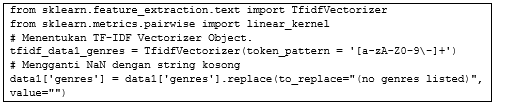 from sklearn.feature_extraction.text import TfidfVectorizer
from sklearn.metrics.pairwise import linear_kernel
# Menentukan TF-IDF Vectorizer Object.
tfidf_data1_genres = TfidfVectorizer(token_pattern = '[a-zA-Z0-9\-]+')
# Mengganti NaN dengan string kosong
data1['genres'] = data1['genres'].replace(to_replace="(no genres listed)",
value="")